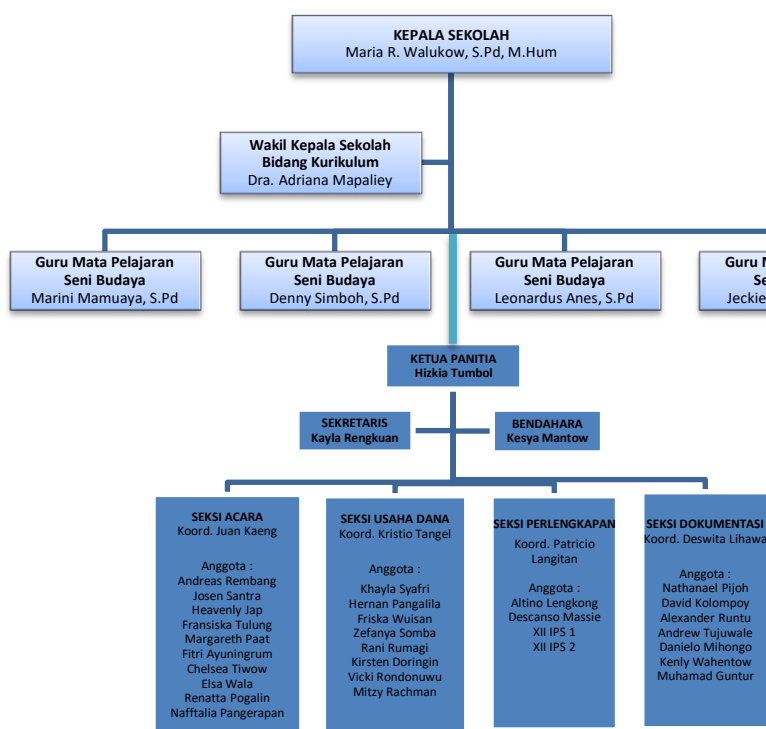 KEPALA SEKOLAH
Maria R. Walukow, S.Pd, M.Hum
Wakil Kepala Sekolah
Bidang Kurikulum
Dra. Adriana Mapaliey
Guru Mata Pelajaran
Seni Budaya
Marini Mamuaya, S.Pd
Guru Mata Pelajaran
Seni Budaya
Denny Simboh, S.Pd
Guru Mata Pelajaran
Seni Budaya
Leonardus Anes, S.Pd
Guru
Jeckie
KETUA PANITIA
Hizkia Tumbol
SEKRETARIS
Kayla Rengkuan
BENDAHARA
Kesya Mantow
SEKSI ACARA
Koord. Juan Kaeng
Anggota :
Andreas Rembang
Josen Santra
Heavenly Jap
Fransiska Tulung
Margareth Paat
Fitri Ayuningrum
Chelsea Tiwow
Elsa Wala
Renatta Pogalin
Nafftalia Pangerapan
SEKSI USAHA DANA
Koord. Kristio Tangel
Anggota :
Khayla Syafri
Hernan Pangalila
Friska Wuisan
Zefanya Somba
Rani Rumagi
Kirsten Doringin
Vicki Rondonuwu
Mitzy Rachman
SEKSI PERLENGKAPAN
Koord. Patricio
Langitan
Anggota :
Altino Lengkong
Descanso Massie
XII IPS 1
XII IPS 2
SEKSI DOKUMENTASI
Koord. Deswita Lihawa
Anggota :
Nathanael Pijoh
David Kolompoy
Alexander Runtu
Andrew Tujuwale
Danielo Mihongo
Kenly Wahentow
Muhamad Guntur